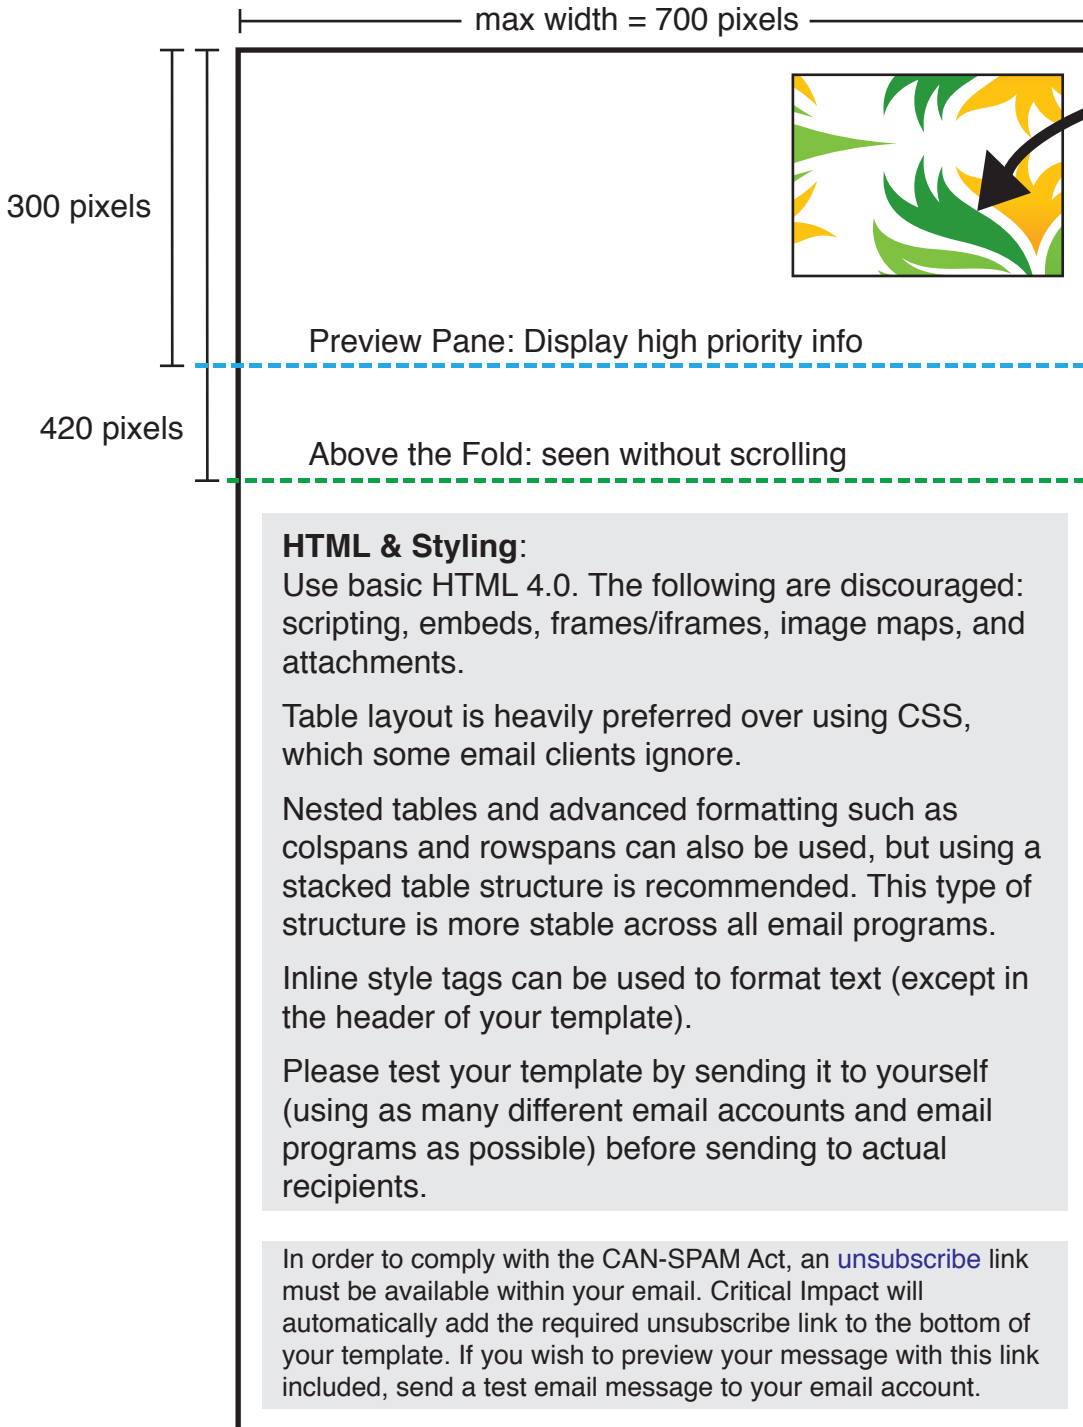 max width = 700 pixels
300 pixels
Preview Pane: Display high priority info
420 pixels
Above the Fold: seen without scrolling
HTML & Styling:
Use basic HTML 4.0. The following are discouraged:
scripting, embeds, frames/iframes, image maps, and
attachments.
Table layout is heavily preferred over using CSS,
which some email clients ignore.
Nested tables and advanced formatting such as
colspans and rowspans can also be used, but using a
stacked table structure is recommended. This type of
structure is more stable across all email programs.
Inline style tags can be used to format text (except in
the header of your template).
Please test your template by sending it to yourself
(using as many different email accounts and email
programs as possible) before sending to actual
recipients.
In order to comply with the CAN-SPAM Act, an unsubscribe link
must be available within your email. Critical Impact will
automatically add the required unsubscribe link to the bottom of
your template. If you wish to preview your message with this link
included, send a test email message to your email account.